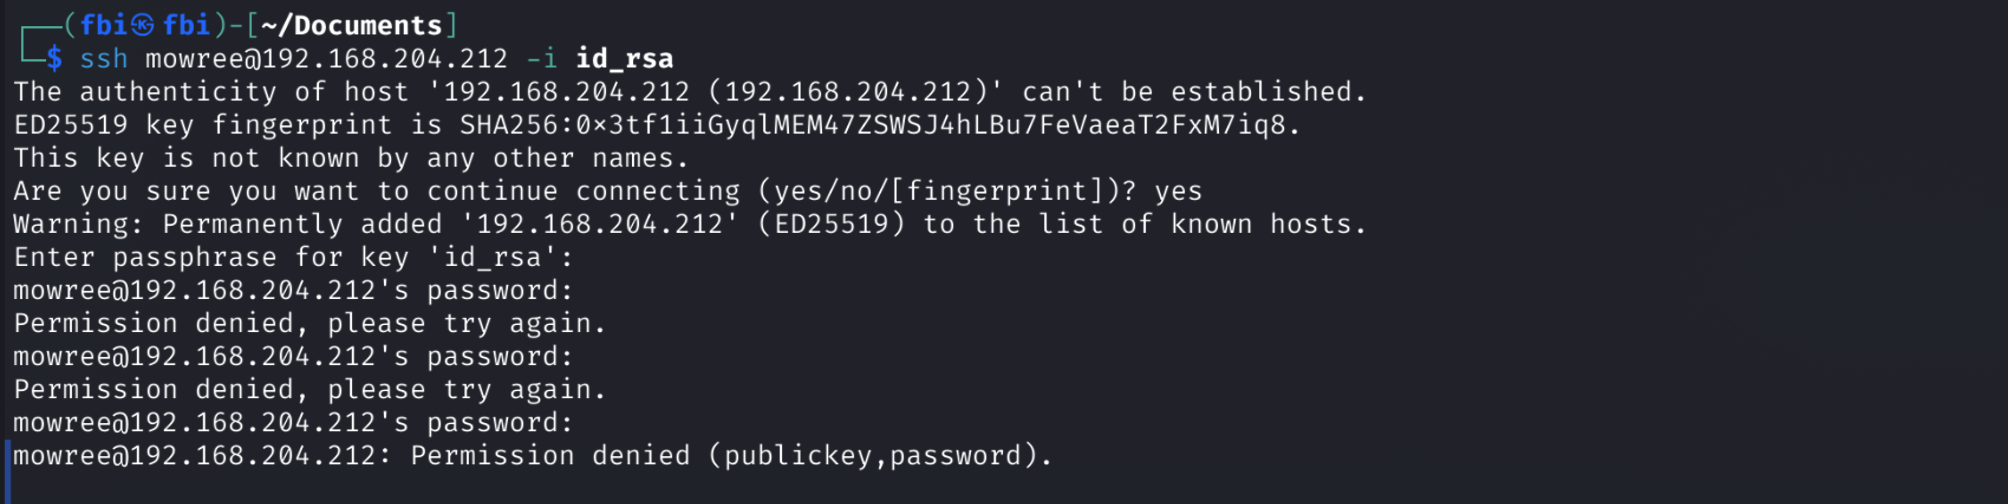 ┌──(fbi㉿fbi)-[~/Documents]
└─$ ssh mowree@192.168.204.212 -i id_rsa
The authenticity of host '192.168.204.212 (192.168.204.212)' can't be established.
ED25519 key fingerprint is SHA256:0×3tf1iiGyqlMEM47ZSWSJ4hLBu7FeVaeaT2FxM7iq8.
This key is not known by any other names.
Are you sure you want to continue connecting (yes/no/[fingerprint])? yes
Warning: Permanently added '192.168.204.212' (ED25519) to the list of known hosts.
Enter passphrase for key 'id_rsa':
mowree@192.168.204.212's password:
Permission denied, please try again.
mowree@192.168.204.212's password:
Permission denied, please try again.
mowree@192.168.204.212's password:
mowree@192.168.204.212: Permission denied (publickey,password).